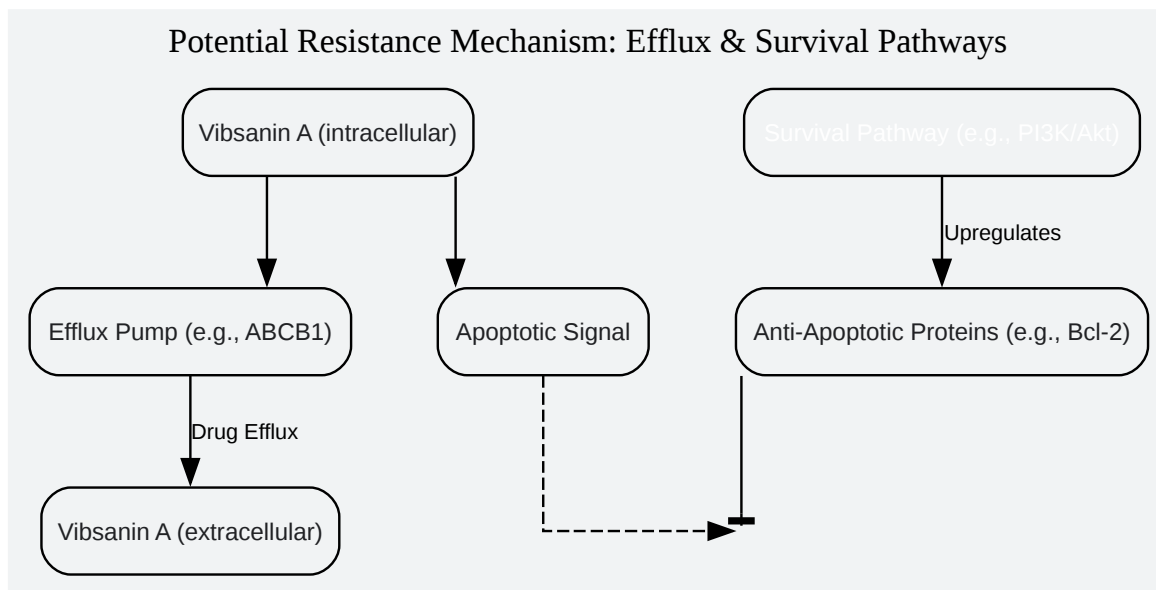 Potential Resistance Mechanism: Efflux & Survival Pathways
Vibsanin A (intracellular)
Survival Pathway (e.g., PI3K/Akt)
Upregulates
Efflux Pump (e.g., ABCB1)
Apoptotic Signal
Anti-Apoptotic Proteins (e.g., Bcl-2)
Drug Efflux
Vibsanin A (extracellular)